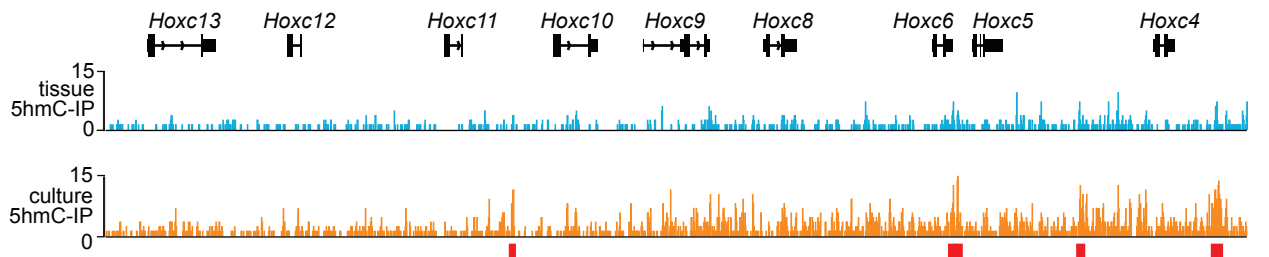 Hoxc13 Hoxc12 Hoxc11 Hoxc10 Hoxc9 Hoxc8 Hoxc6 Hoxc5 Hoxc4
15
tissue
5hmC-IP
0
15
culture
5hmC-IP
0